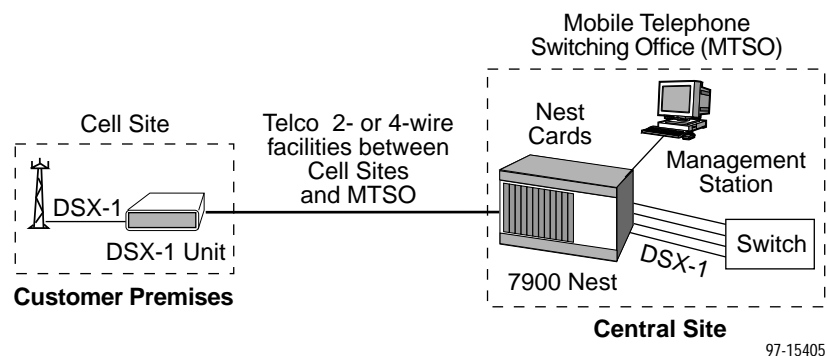 Mobile Telephone
Switching Office (MTSO)
Cell Site
Telco 2- or 4-wire
facilities between
Cell Sites
and MTSO
Nest
Cards
Management
Station
DSX-1
DSX-1 Unit
DSX-1
Switch
7900 Nest
Customer Premises
Central Site
97-15405